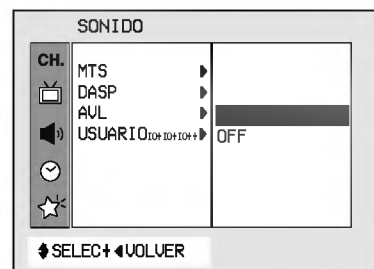 SONIDO
CH.
MTS
DASP
AVL
USUARIO
OFF
SELEC VOLVER